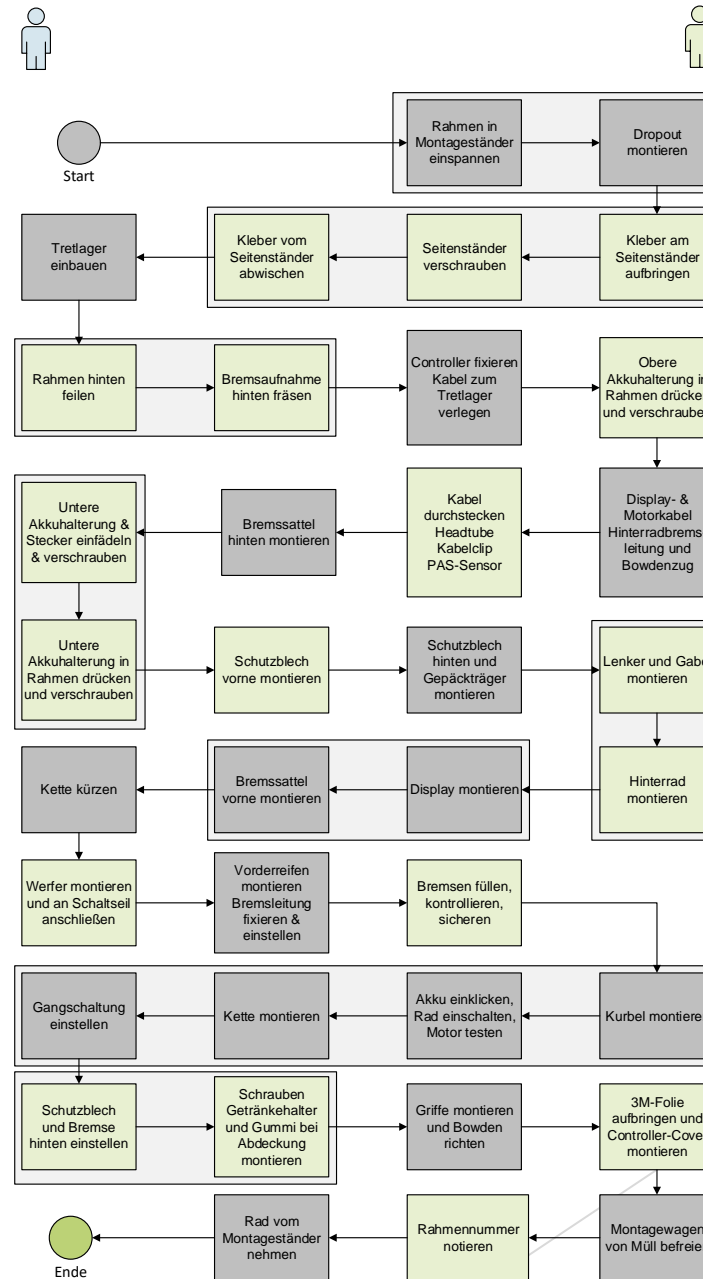 Rahmen in
Montageständer
einspannen
Dropout
montieren
Start
Tretlager
einbauen
Kleber vom
Seitenständer
abwischen
Seitenständer
verschrauben
Kleber am
Seitenständer
aufbringen
Rahmen hinten
feilen
Bremsaufnahme
hinten fräsen
Controller fixieren
Kabel zum
Tretlager
verlegen
Obere
Akkuhalterung in
Rahmen drücke
und verschraube
Untere
Akkuhalterung &
Stecker einfädeln
& verschrauben
Bremssattel
hinten montieren
Kabel
durchstecken
Headtube
Kabelclip
PAS-Sensor
Display- &
Motorkabel
Hinterradbrems
leitung und
Bowdenzug
Untere
Akkuhalterung in
Rahmen drücken
und verschrauben
Schutzblech
vorne montieren
Schutzblech
hinten und
Gepäckträger
montieren
Lenker und Gabe
montieren
Kette kürzen
Bremssattel
vorne montieren
Display montieren
Hinterrad
montieren
Werfer montieren
und an Schaltseil
anschließen
Vorderreifen
montieren
Bremsleitung
fixieren &
einstellen
Bremsen füllen,
kontrollieren,
sichern
Gangschaltung
einstellen
Kette montieren
Akku einklicken,
Rad einschalten,
Motor testen
Kurbel montiere
Schutzblech
und Bremse
hinten einstellen
Schrauben
Getränkehalter
und Gummi bei
Abdeckung
montieren
Griffe montieren
und Bowden
richten
3M-Folie
aufbringen und
Controller-Cove
montieren
Rad vom
Montageständer
nehmen
Rahmennummer
notieren
Montagewagen
von Müll befreie
Ende